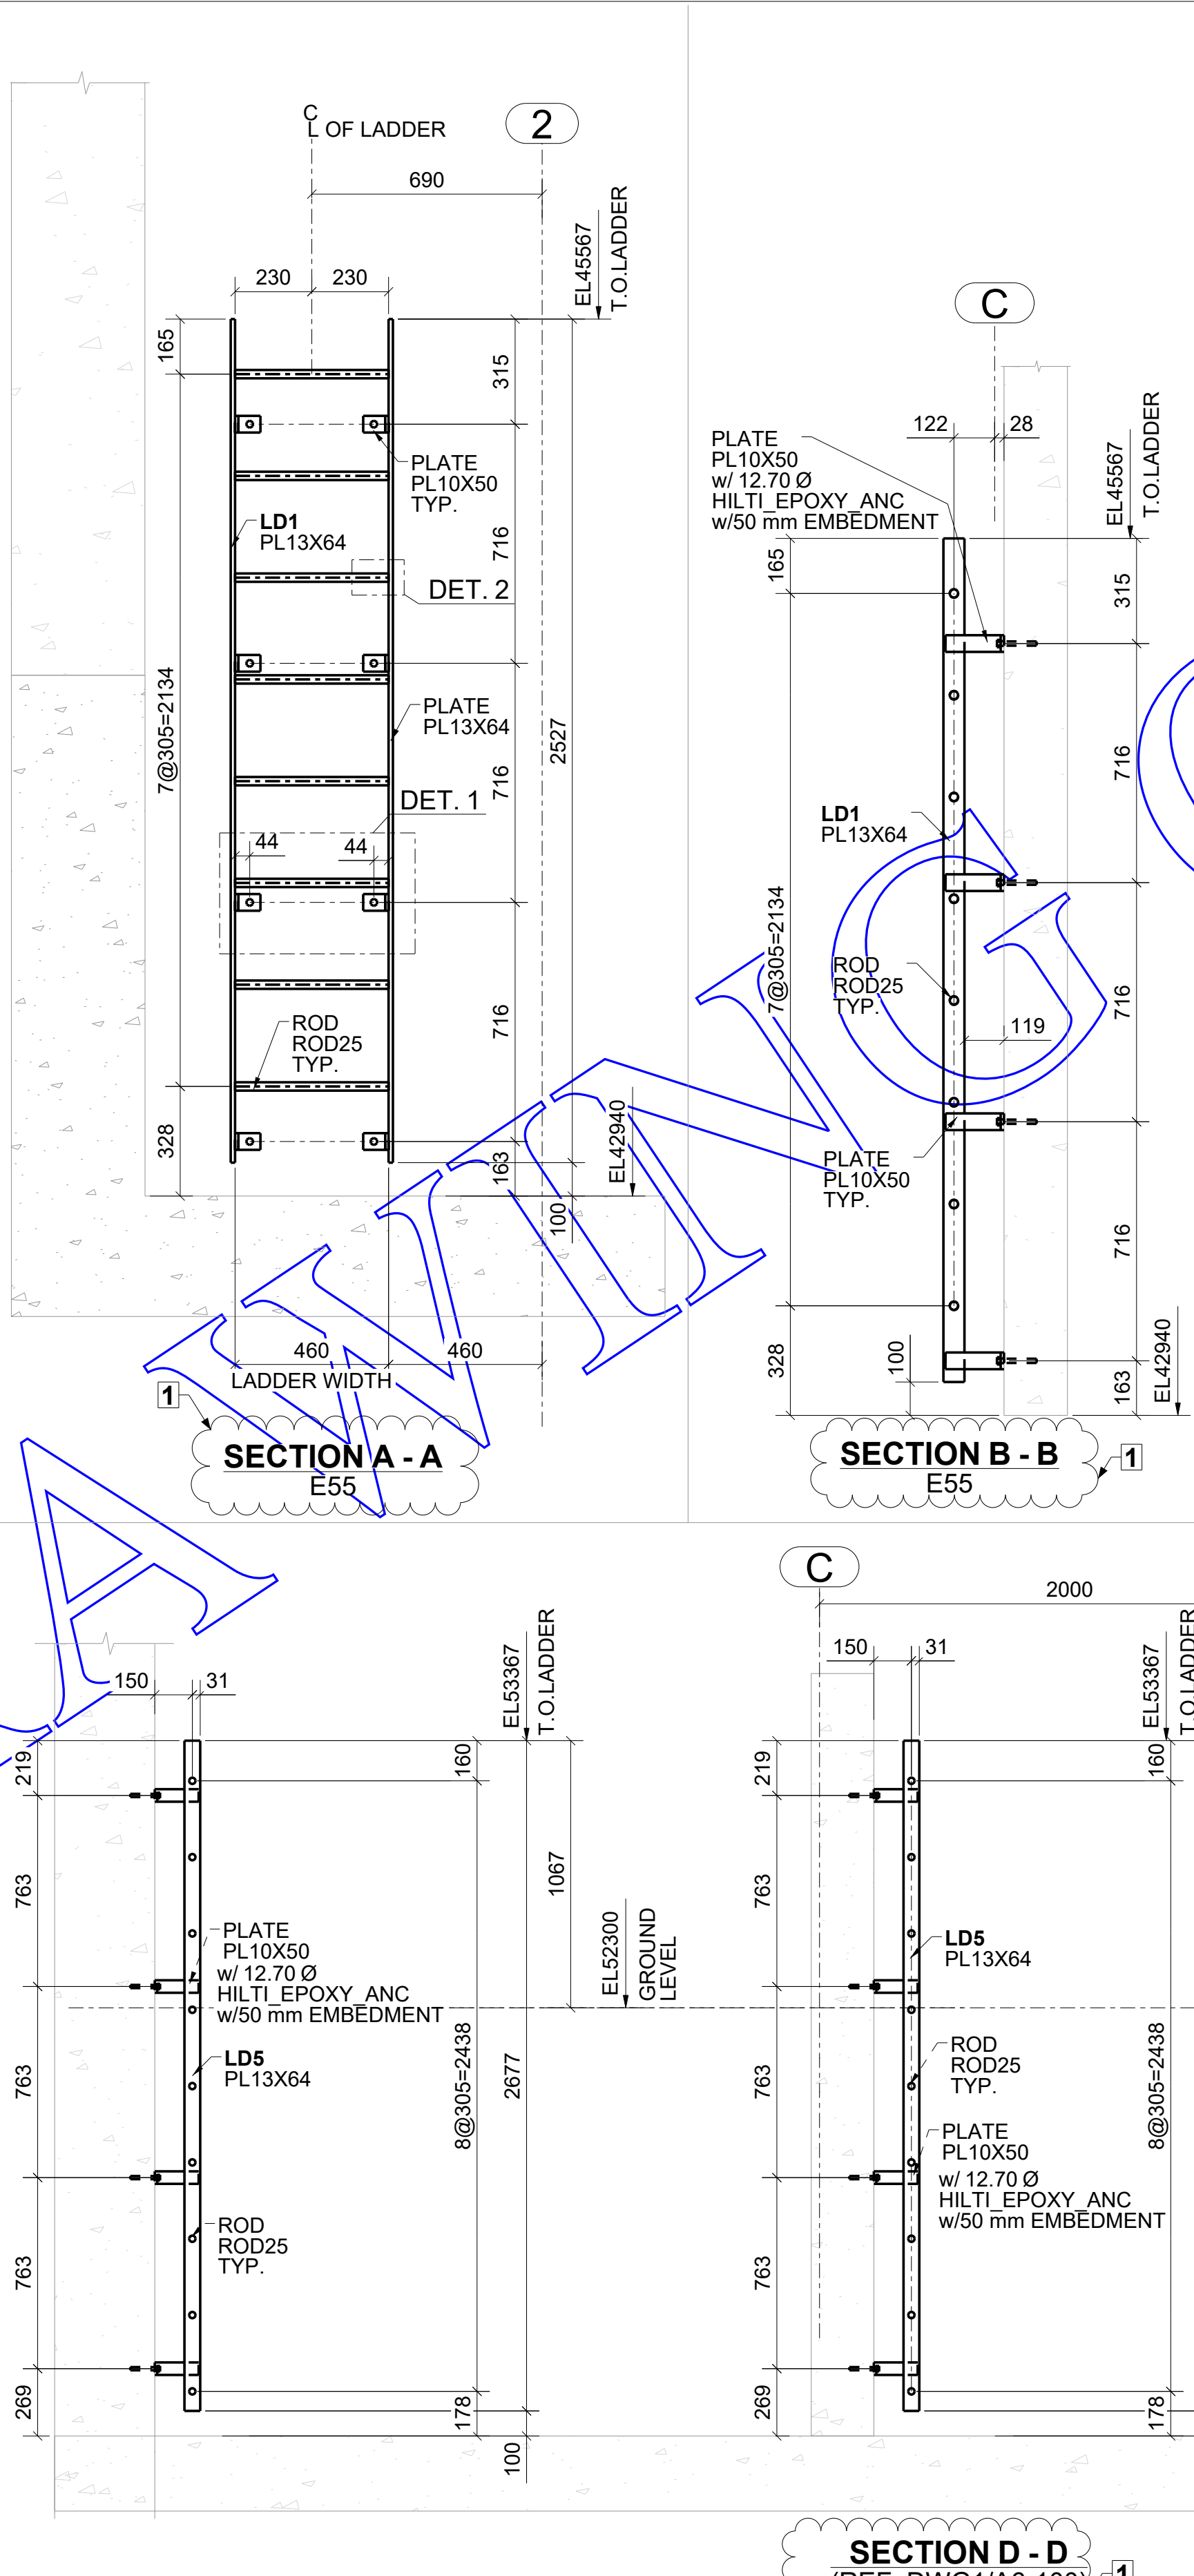 C
L OF LADDER
2
690
EL45567
T.O.LADDER
230
230
165
315
PLATE
PL10X50
TYP.
LD1
PL13X64
716
DET. 2
7@305=2134
PLATE
PL13X64
2527
716
DET. 1
44
44
716
ROD
ROD25
TYP.
328
163
EL42940
100
460
460
LADDER WIDTH
1
SECTION A - A
E55
C
122
28
PLATE
PL10X50
w/ 12.70 Ø
HILTI_EPOXY_ANC
w/50 mm EMBEDMENT
EL45567
T.O.LADDER
165
315
716
LD1
PL13X64
7@305=2134
ROD
ROD25
TYP.
716
119
PLATE
PL10X50
TYP.
716
328
100
163
EL42940
SECTION B - B
E55
1
150
31
EL53367
T.O.LADDER
219
160
763
1067
PLATE
PL10X50
w/ 12.70 Ø
HILTI_EPOXY_ANC
w/50 mm EMBEDMENT
EL52300
GROUND
LEVEL
LD5
PL13X64
763
8@305=2438
2677
ROD
ROD25
TYP.
763
269
178
100
C
2000
150
31
EL53367
T.O.LADDER
219
160
763
LD5
PL13X64
ROD
ROD25
TYP.
763
8@305=2438
PLATE
PL10X50
w/ 12.70 Ø
HILTI_EPOXY_ANC
w/50 mm EMBEDMENT
763
269
178
SECTION D - D
1